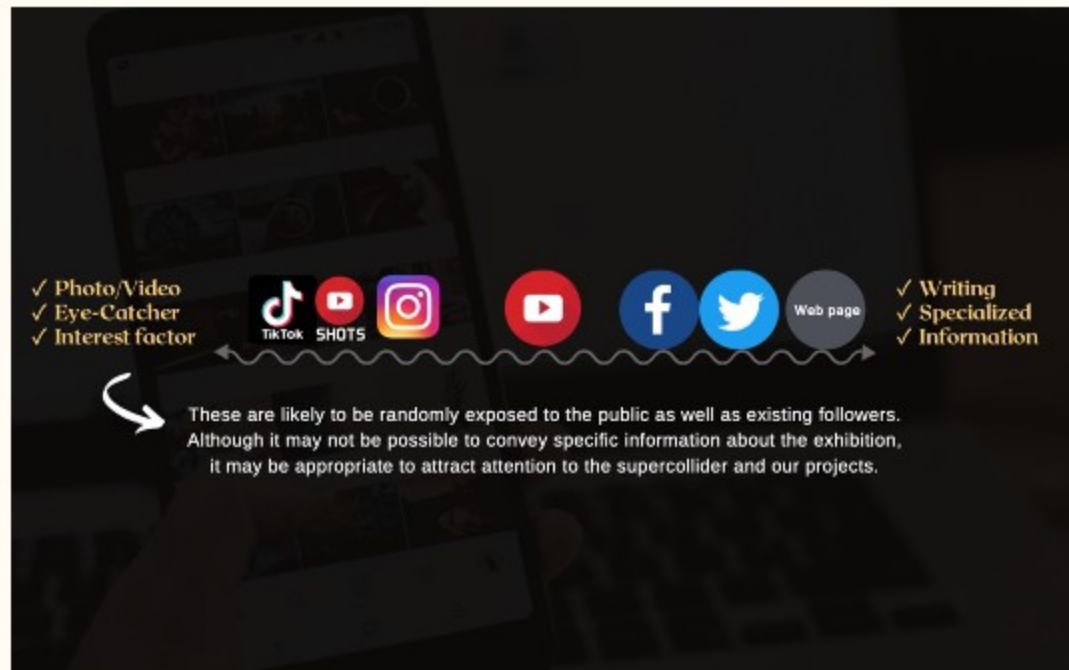 ✓ Photo/Video
✓ Eye-Catcher
✓ Interest factor
TikTok
SHOTS
Web page
✓ Writing
✓ Specialized
✓ Information
These are likely to be randomly exposed to the public as well as existing followers.
Although it may not be possible to convey specific information about the exhibition,
it may be appropriate to attract attention to the supercollider and our projects.